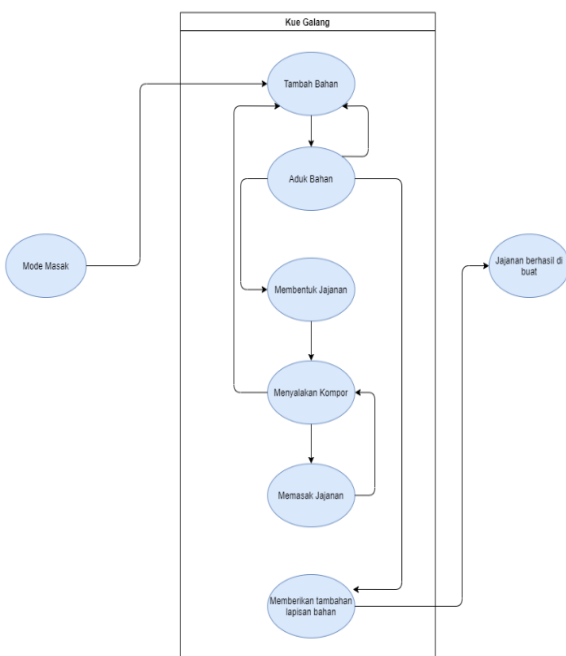 Kue Galang
Tambah Bahan
Aduk Bahan
Mode Masak
Jajanan berhasil di
buat
Membentuk Jajanan
Menyalakan Kompor
Memasak Jajanan
Memberikan tambahan
lapisan bahan